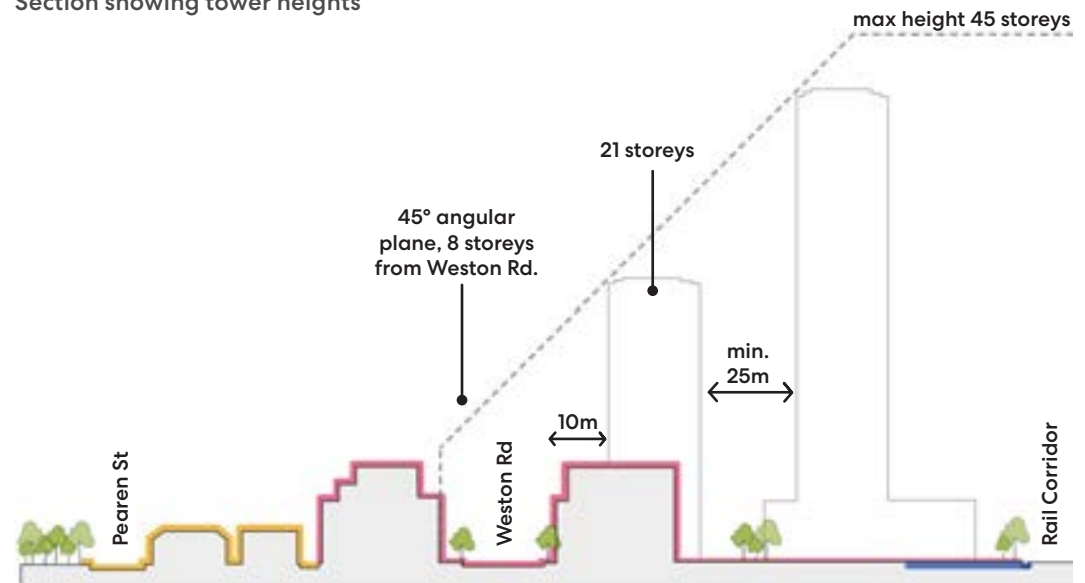 Section showing tower heights
max height 45 storeys
21 storeys
45° angular
plane, 8 storeys
from Weston Rd.
min.
25m
10m
Pearen St
Weston Rd
Rail Corridor